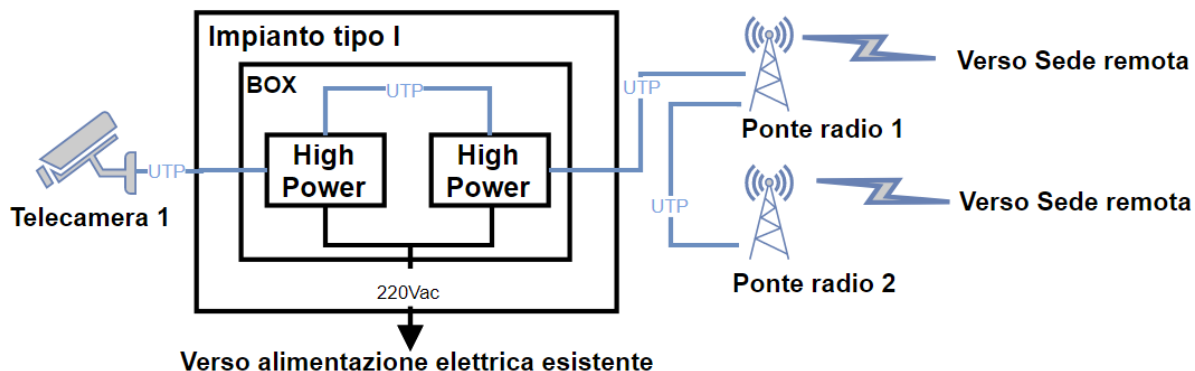 Impianto tipo I
BOX
UTP
High
Power
High
Power
UTP
Telecamera 1
UTP
Ponte radio 1
Verso Sede remota
UTP
Ponte radio 2
Verso Sede remota
220Vac
Verso alimentazione elettrica esistente